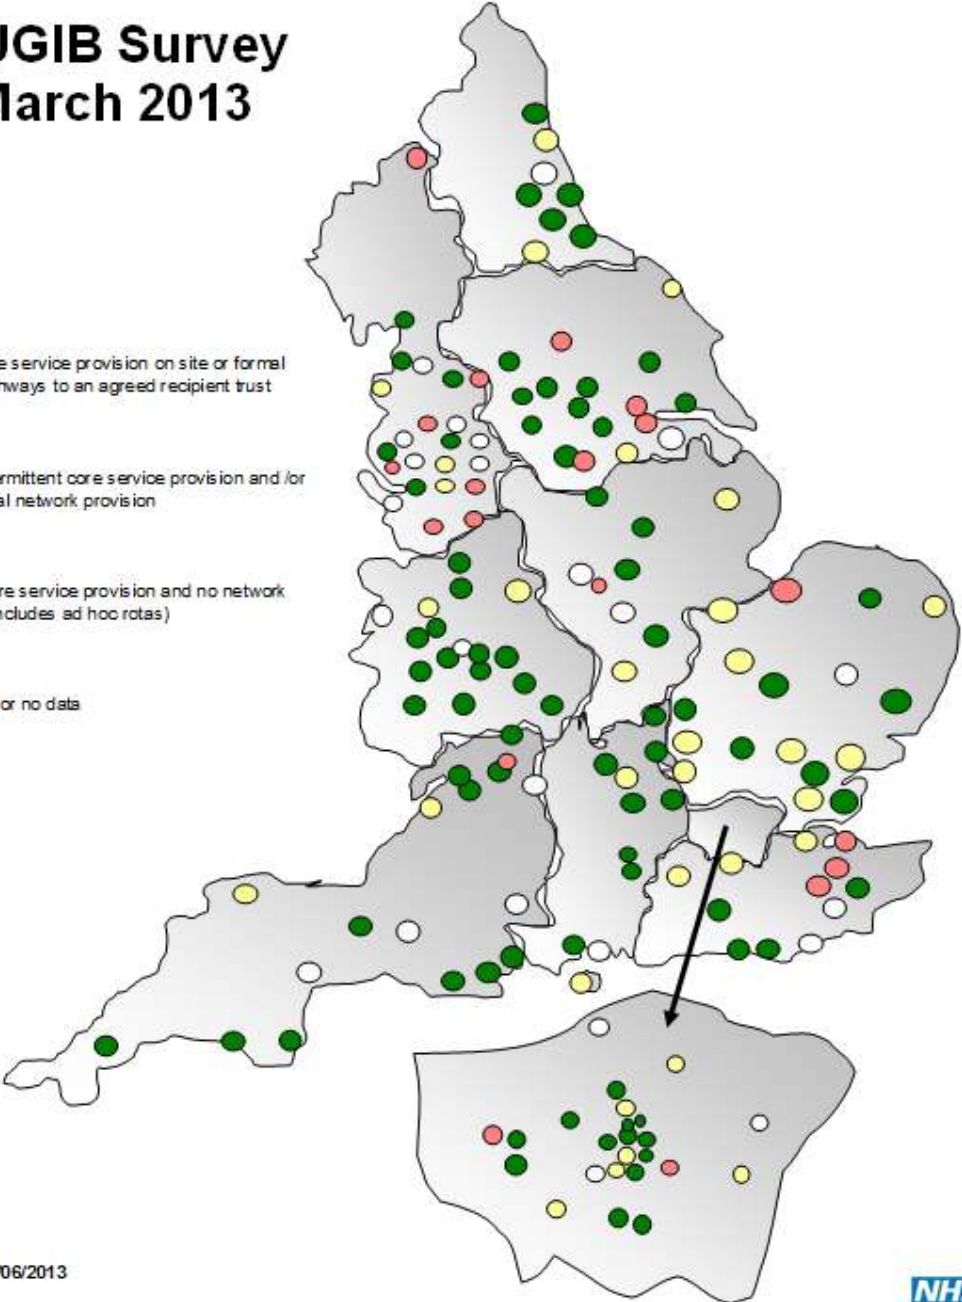 UGIB Survey
March 2013
e service provision on site or formal
hways to an agreed recipient trust
ermittent core service provision and /or
al network provision
re service provision and no network
ncludes ad hoc rotas)
or no data
/06/2013
NH